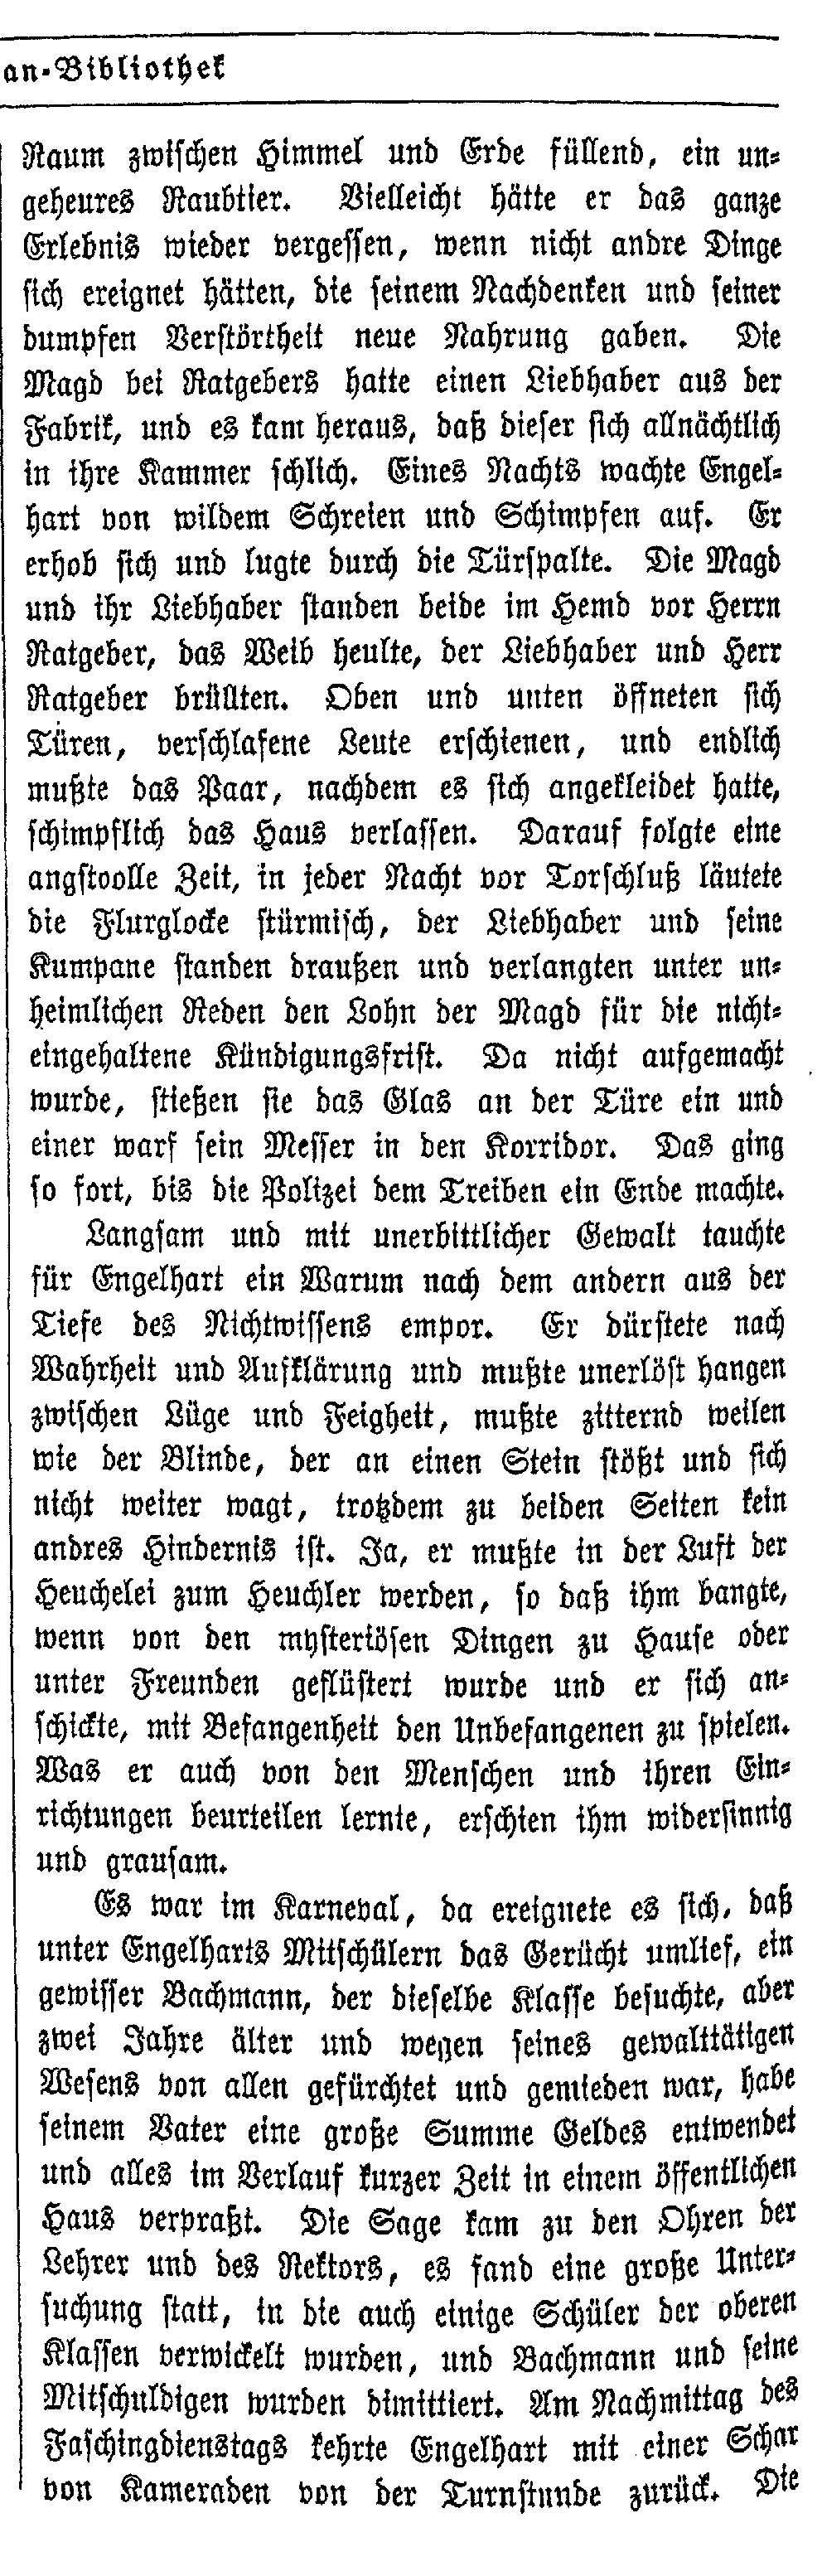 an-Bibliothek
Raum zwischen Himmel und Erde füllend, ein un-
geheures Raubtier. Vielleicht hätte er das ganze
Erlebnis wieder vergessen, wenn nicht andre Dinge
sich ereignet hätten, die seinem Nachdenken und seiner
dumpfen Verstörtheit neue Nahrung gaben. Die
Magd bei Ratgebers hatte einen Liebhaber aus der
Fabrik, und es kam heraus, daß dieser sich allnächtlich
in ihre Kammer schlich. Eines Nachts wachte Engel-
hart von wildem Schreien und Schimpfen auf. Er
erhob sich und lugte durch die Türspalte. Die Magd
und ihr Liebhaber standen beide im Hemd vor Herrn
Ratgeber, das Weib heulte, der Liebhaber und Herr
Ratgeber brüllten. Oben und unten öffneten sich
Türen, verschlafene Leute erschienen, und endlich
mußte das Paar, nachdem es sich angekleidet hatte,
schimpflich das Haus verlassen. Darauf folgte eine
angstvolle Zeit, in jeder Nacht vor Torschluß läutete
die Flurglocke stürmisch, der Liebhaber und seine
Kumpane standen draußen und verlangten unter un-
heimlichen Reden den Lohn der Magd für die nicht-
eingehaltene Kündigungsfrist. Da nicht aufgemacht
wurde, stießen sie das Glas an der Türe ein und
einer warf sein Messer in den Korridor. Das ging
so fort, bis die Polizei dem Treiben ein Ende machte.
Langsam und mit unerbittlicher Gewalt tauchte
für Engelhart ein Warum nach dem andern aus der
Tiefe des Nichtwissens empor. Er dürstete nach
Wahrheit und Aufklärung und mußte unerlöst hangen
zwischen Lüge und Feigheit, mußte zitternd weilen
wie der Blinde, der an einen Stein stößt und sich
nicht weiter wagt, trotzdem zu beiden Seiten kein
andres Hindernis ist. Ja, er mußte in der Luft der
Heuchelei zum Heuchler werden, so daß ihm bangte,
wenn von den mysteriösen Dingen zu Hause oder
unter Freunden geflüstert wurde und er sich an-
schickte, mit Befangenheit den Unbefangenen zu spielen.
Was er auch von den Menschen und ihren Ein-
richtungen beurteilen lernte, erschien ihm widersinnig
und grausam.
Es war im Karneval, da ereignete es sich, daß
unter Engelharts Mitschülern das Gerücht umlief, ein
gewisser Bachmann, der dieselbe Klasse besuchte, aber
zwei Jahre älter und wegen seines gewalttätigen
Wesens von allen gefürchtet und gemieden war, habe
seinem Vater eine große Summe Geldes entwendet
und alles im Verlauf kurzer Zeit in einem öffentlichen
Haus verpraßt. Die Sage kam zu den Ohren der
Lehrer und des Rektors, es fand eine große Unter-
suchung statt, in die auch einige Schüler der oberen
Klassen verwickelt wurden, und Bachmann und seine
Mitschuldigen wurden dimittiert. Am Nachmittag des
Faschingdienstags kehrte Engelhart mit einer Schar
von Kameraden von der Turnstunde zurück. Die